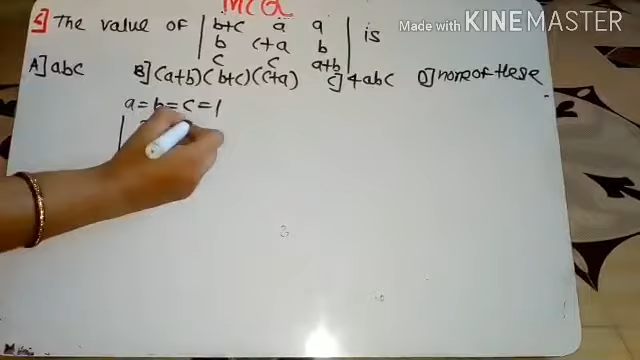 Made with KINEMASTER
MCQ
5] The value of | b+c a a | is
| b c+a b |
| c c a+b |
A] abc B] (a+b)(b+c)(c+a) C] 4abc D] none of these
a=b=c=1